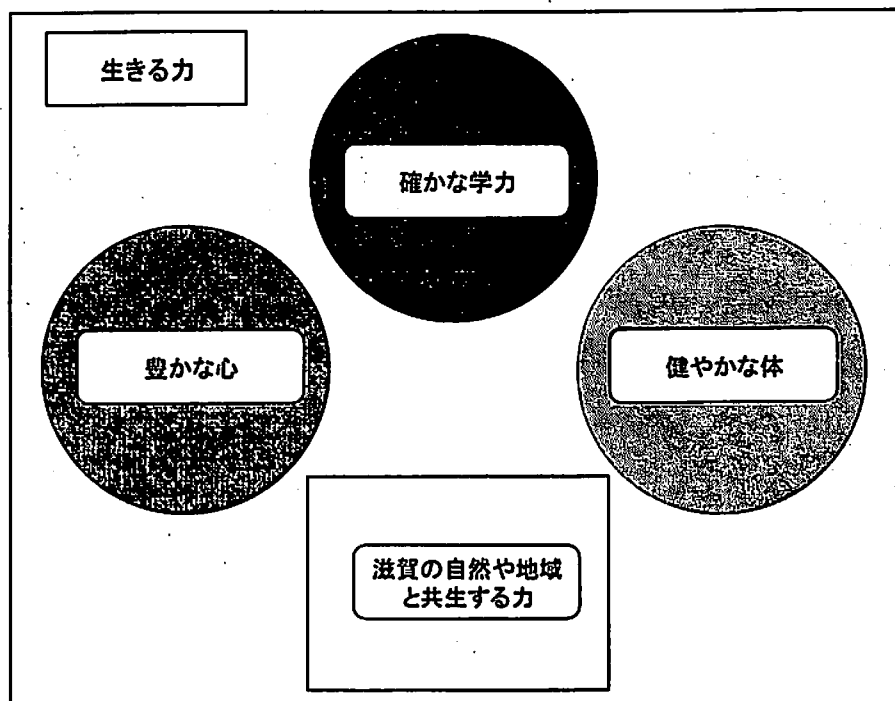 生きる力
確かな学力
豊かな心
健やかな体
滋賀の自然や地域
と共生する力